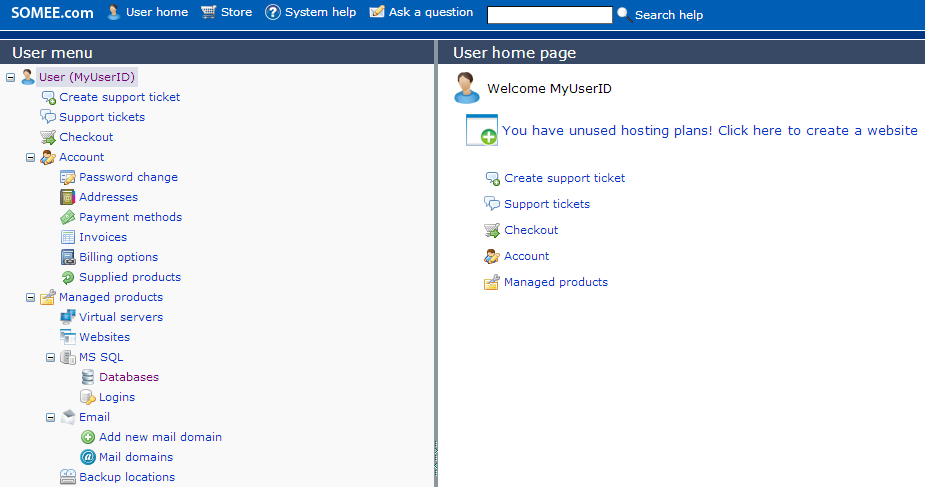 SOMEE.com User home Store System help Ask a question Search help
User menu
User (MyUserID)
Create support ticket
Support tickets
Checkout
Account
Password change
Addresses
Payment methods
Invoices
Billing options
Supplied products
Managed products
Virtual servers
Websites
MS SQL
Databases
Logins
Email
Add new mail domain
Mail domains
Backup locations
User home page
Welcome MyUserID
You have unused hosting plans! Click here to create a website
Create support ticket
Support tickets
Checkout
Account
Managed products